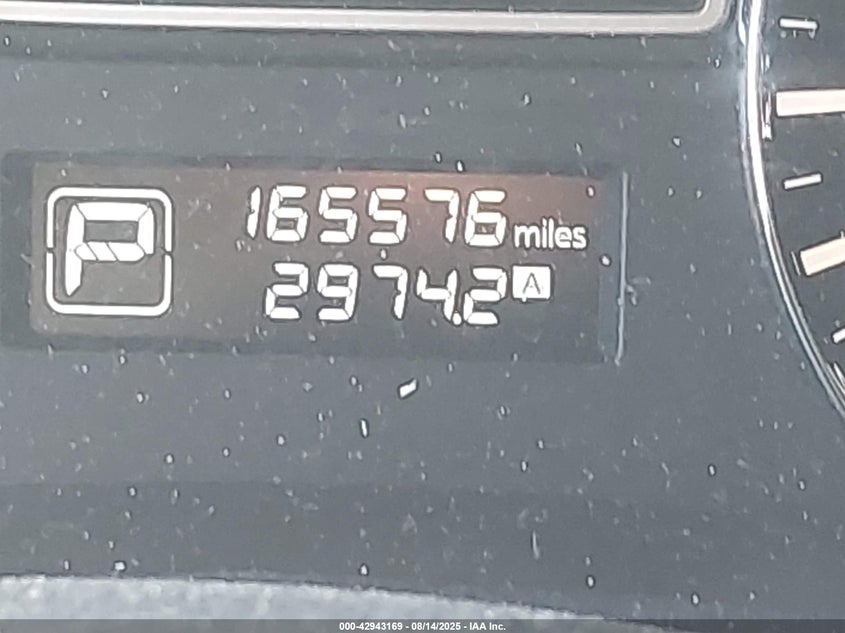 P
165576 miles
2974.2 A
000-42943169 - 08/14/2025 - IAA Inc.